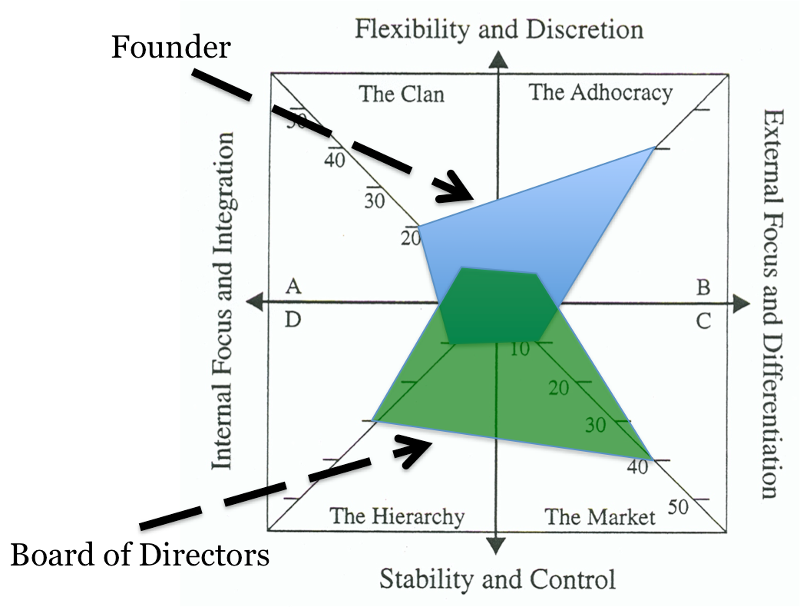 Flexibility and Discretion
Founder
The Clan
The Adhocracy
50
40
30
20
Internal Focus and Integration
External Focus and Differentiation
A
B
D
C
10
20
30
40
50
The Hierarchy
The Market
Board of Directors
Stability and Control